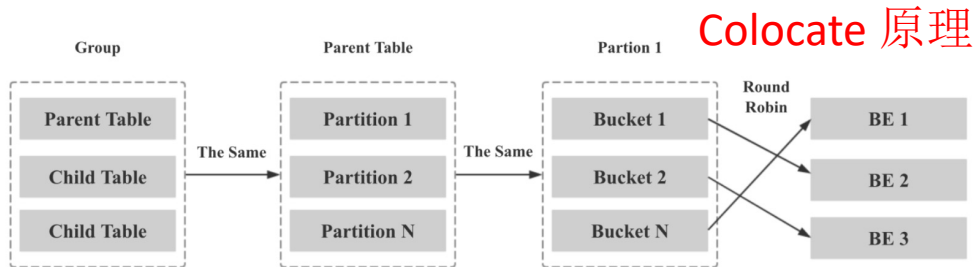 Colocate 原理
Group
Parent Table
Child Table
Child Table
The Same
Parent Table
Partition 1
Partition 2
Partition N
The Same
Partion 1
Bucket 1
Bucket 2
Bucket N
Round
Robin
BE 1
BE 2
BE 3